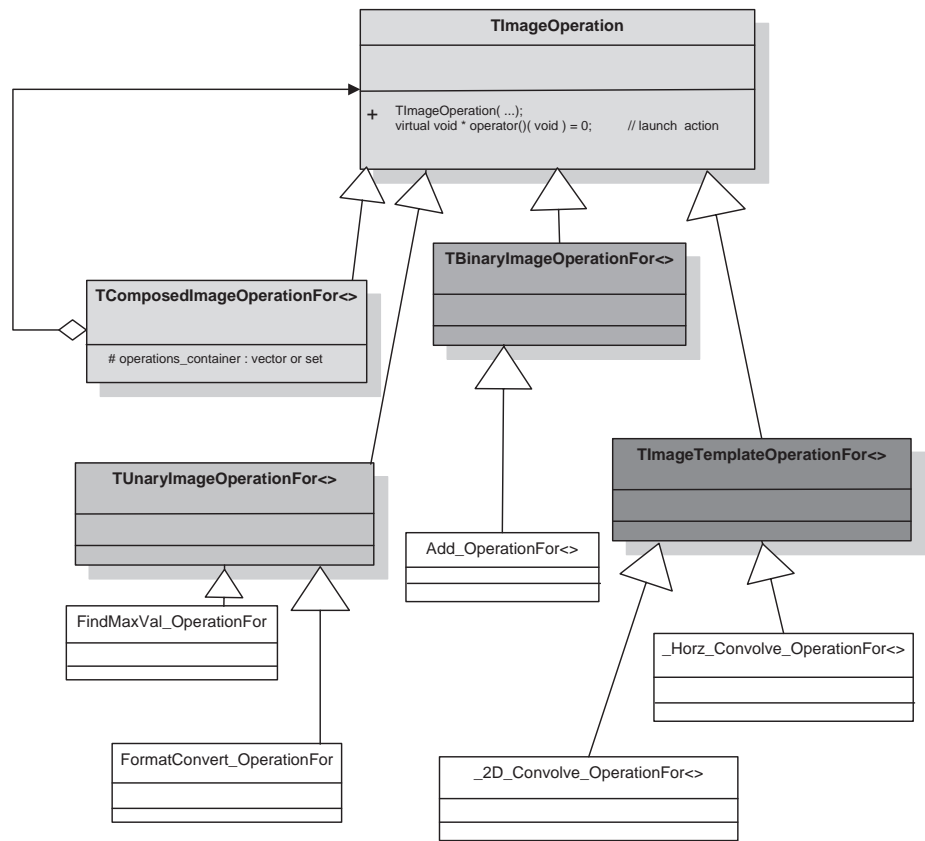 TImageOperation
+ TImageOperation( ...);
virtual void * operator()( void ) = 0; // launch action
TBinaryImageOperationFor<>
TComposedImageOperationFor<>
# operations_container : vector or set
TImageTemplateOperationFor<>
TUnaryImageOperationFor<>
Add_OperationFor<>
FindMaxVal_OperationFor
_Horz_Convolve_OperationFor<>
FormatConvert_OperationFor
_2D_Convolve_OperationFor<>